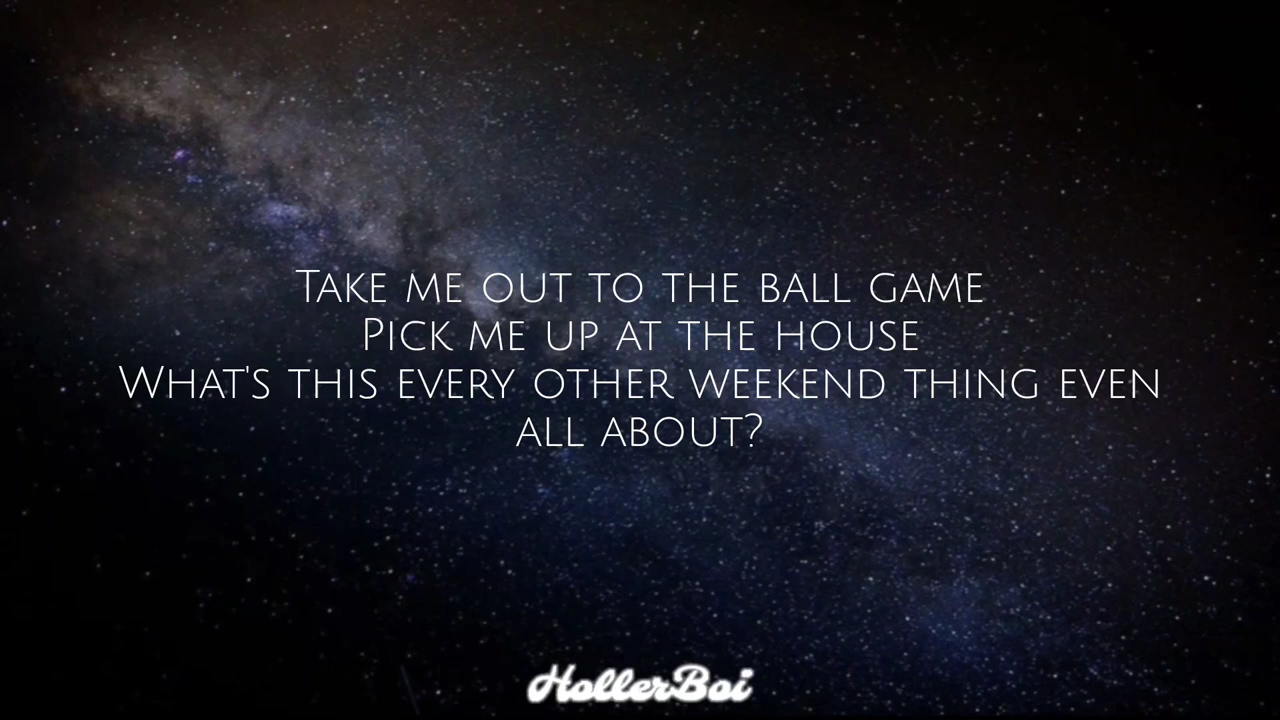 Take me out to the ball game
Pick me up at the house
What's this every other weekend thing even
all about?
HollerBoi